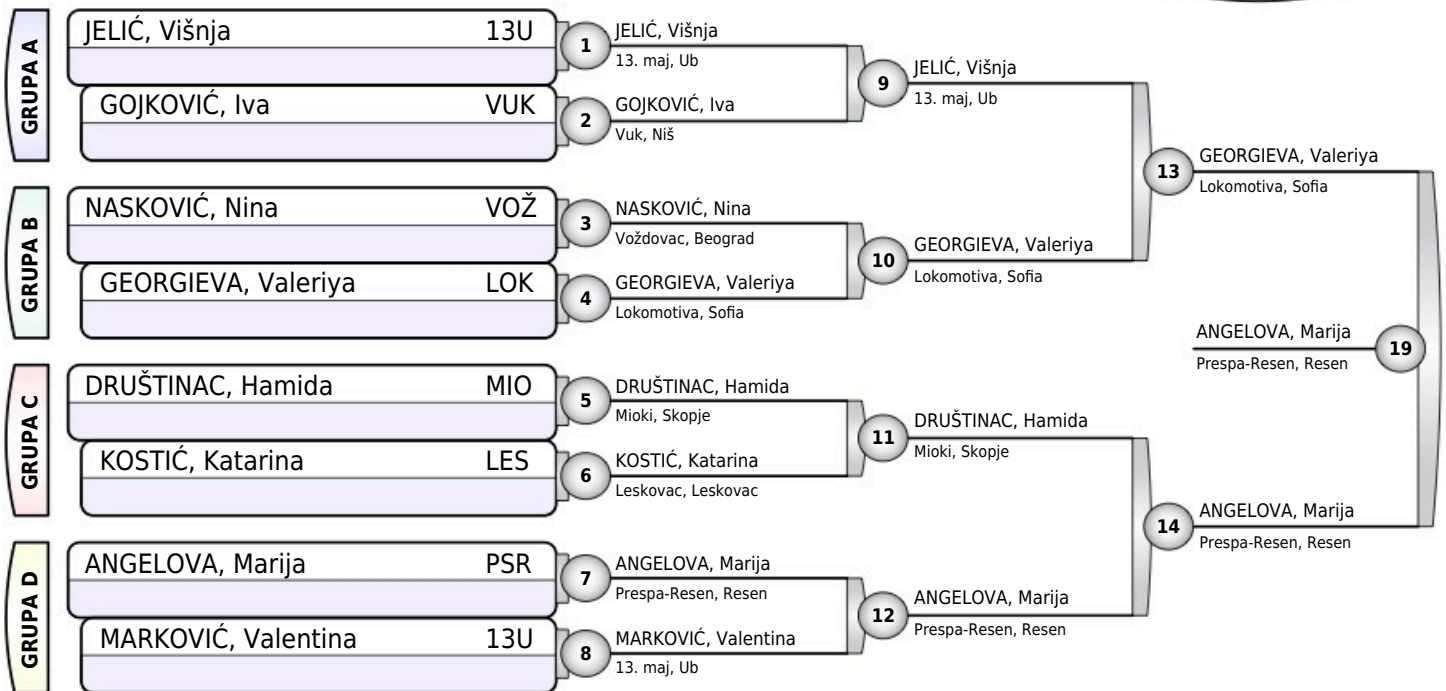 GRUPA A
JELIĆ, Višnja 13U
GOJKOVIĆ, Iva VUK
1
JELIĆ, Višnja
13. maj, Ub
2
GOJKOVIĆ, Iva
Vuk, Niš
9
JELIĆ, Višnja
13. maj, Ub
GRUPA B
NASKOVIĆ, Nina VOŽ
GEORGIEVA, Valeriya LOK
3
NASKOVIĆ, Nina
Voždovac, Beograd
4
GEORGIEVA, Valeriya
Lokomotiva, Sofia
10
GEORGIEVA, Valeriya
Lokomotiva, Sofia
13
GEORGIEVA, Valeriya
Lokomotiva, Sofia
GRUPA C
DRUŠTINAC, Hamida MIO
KOSTIĆ, Katarina LES
5
DRUŠTINAC, Hamida
Mioki, Skopje
6
KOSTIĆ, Katarina
Leskovac, Leskovac
11
DRUŠTINAC, Hamida
Mioki, Skopje
GRUPA D
ANGELOVA, Marija PSR
MARKOVIĆ, Valentina 13U
7
ANGELOVA, Marija
Prespa-Resen, Resen
8
MARKOVIĆ, Valentina
13. maj, Ub
12
ANGELOVA, Marija
Prespa-Resen, Resen
14
ANGELOVA, Marija
Prespa-Resen, Resen
ANGELOVA, Marija
Prespa-Resen, Resen
19